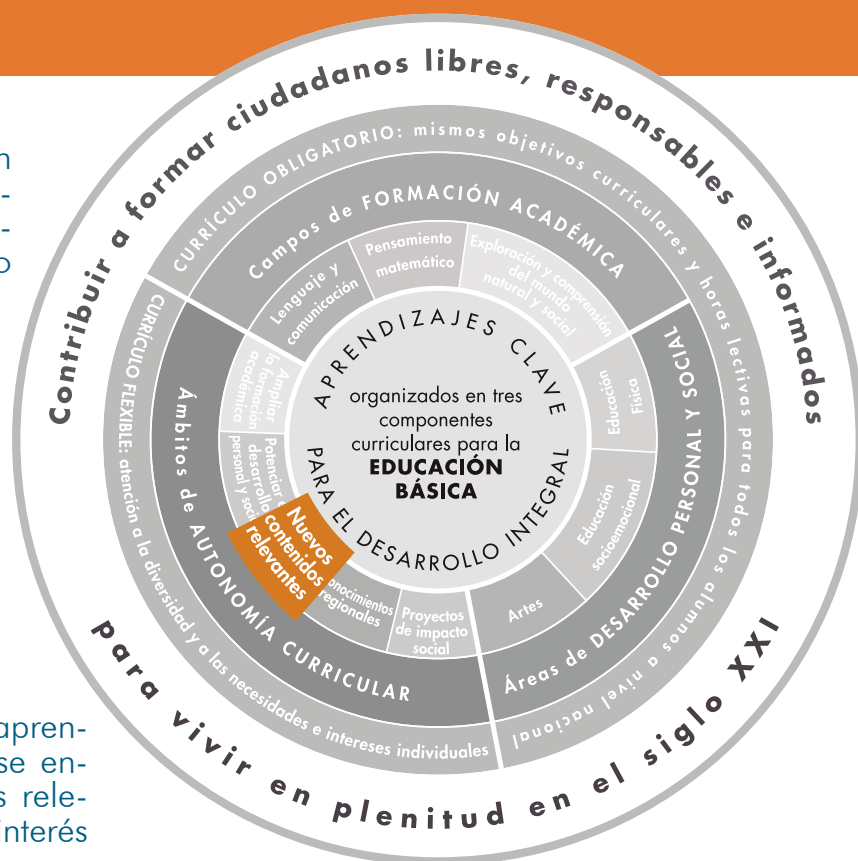 Contribuir a formar ciudadanos libres, responsables e informados
para vivir en plenitud en el siglo XXI
CURRÍCULO OBLIGATORIO: mismos objetivos curriculares y horas lectivas para todos los alumnos a nivel nacional
Campos de FORMACIÓN ACADÉMICA
Lenguaje y
comunicación
Pensamiento
matemático
Exploración y comprensión
del mundo
natural y social
Áreas de DESARROLLO PERSONAL Y SOCIAL
Educación
Física
Educación
socioemocional
Artes
CURRÍCULO FLEXIBLE: atención a la diversidad y a las necesidades e intereses individuales
Ámbitos de AUTONOMÍA CURRICULAR
Ampliar
la formación
académica
Potenciar
desarrollo
personal y soci
Nuevos
contenidos
relevantes
onocimientos
regionales
Proyectos
de impacto
social
APRENDIZAJES CLAVE
organizados en tres
componentes
curriculares para la
EDUCACIÓN
BÁSICA
PARA EL DESARROLLO INTEGRAL
n
-
-
o
apren-
se en-
s rele-
interés